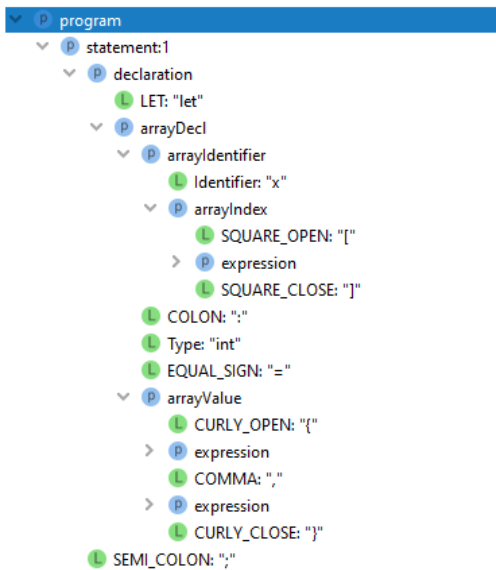 P program
P statement:1
P declaration
L LET: "let"
P arrayDecl
P arrayIdentifier
L Identifier: "x"
P arrayIndex
L SQUARE_OPEN: "["
P expression
L SQUARE_CLOSE: "]"
L COLON: ":"
L Type: "int"
L EQUAL_SIGN: "="
P arrayValue
L CURLY_OPEN: "{"
P expression
L COMMA: ","
P expression
L CURLY_CLOSE: "}"
L SEMI_COLON: ";"